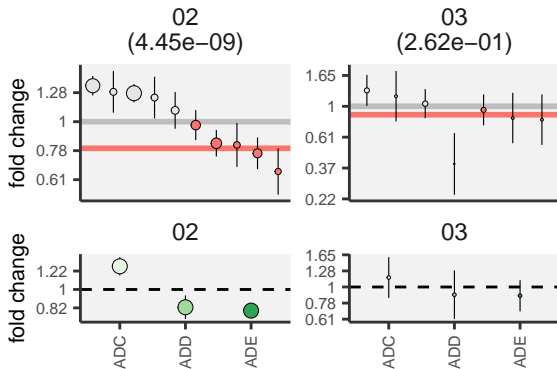 02
(4.45e−09)
03
(2.62e−01)
fold change
1.28
1
0.78
0.61
1.65
1
0.61
0.37
0.22
02
03
fold change
1.22
1
0.82
1.65
1.28
1
0.78
0.61
ADC
ADD
ADE
ADC
ADD
ADE